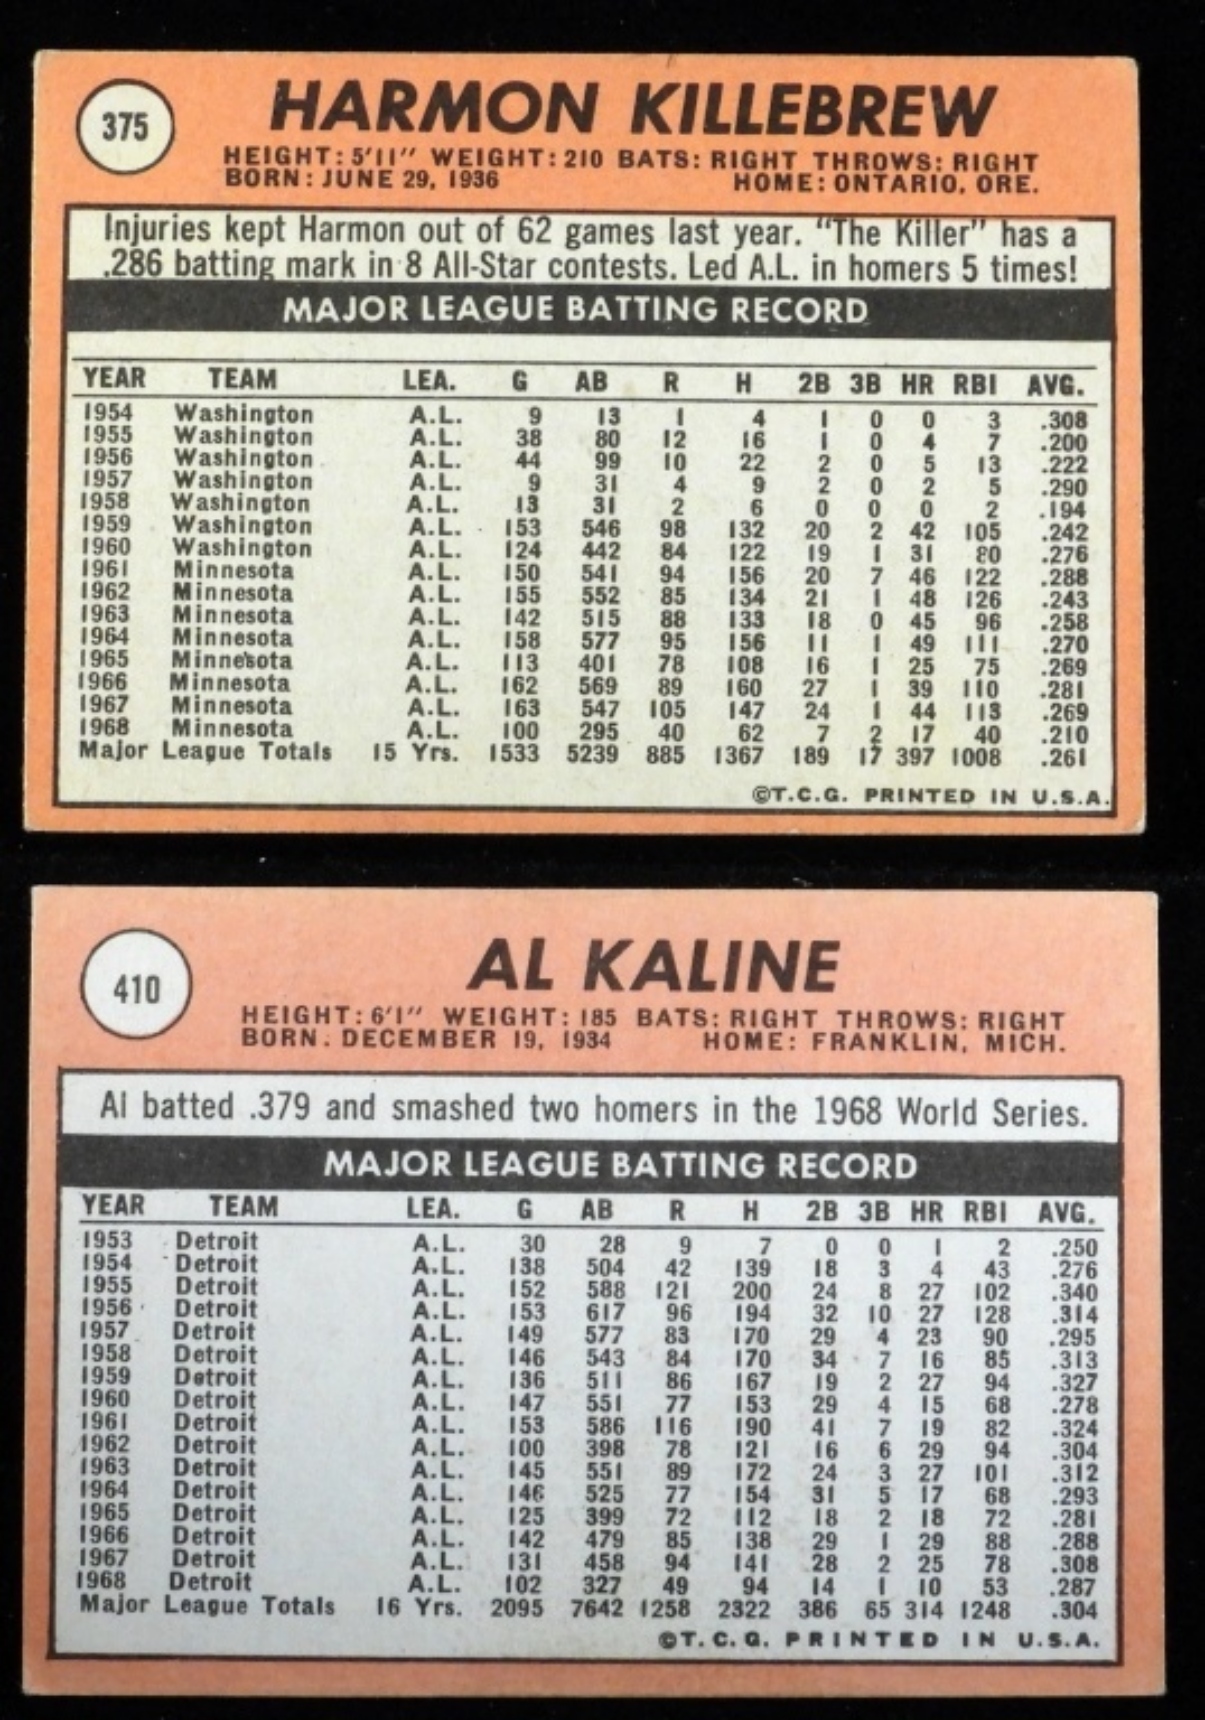 375
HARMON KILLEBREW
HEIGHT: 5'11" WEIGHT: 210 BATS: RIGHT THROWS: RIGHT
BORN: JUNE 29, 1936 HOME: ONTARIO, ORE.
Injuries kept Harmon out of 62 games last year. "The Killer" has a
.286 batting mark in 8 All-Star contests. Led A.L. in homers 5 times!
MAJOR LEAGUE BATTING RECORD
YEAR TEAM LEA. G AB R H 2B 3B HR RBI AVG.
1954 Washington A.L. 9 13 1 4 1 0 0 3 .308
1955 Washington A.L. 38 80 12 16 1 0 4 7 .200
1956 Washington A.L. 44 99 10 22 2 0 5 13 .222
1957 Washington A.L. 9 31 4 9 2 0 2 5 .290
1958 Washington A.L. 13 31 2 6 0 0 0 2 .194
1959 Washington A.L. 153 546 98 132 20 2 42 105 .242
1960 Washington A.L. 124 442 84 122 19 1 31 80 .276
1961 Minnesota A.L. 150 541 94 156 20 7 46 122 .288
1962 Minnesota A.L. 155 552 85 134 21 1 48 126 .243
1963 Minnesota A.L. 142 515 88 133 18 0 45 96 .258
1964 Minnesota A.L. 158 577 95 156 11 1 49 111 .270
1965 Minnesota A.L. 113 401 78 108 16 1 25 75 .269
1966 Minnesota A.L. 162 569 89 160 27 1 39 110 .281
1967 Minnesota A.L. 163 547 105 147 24 1 44 113 .269
1968 Minnesota A.L. 100 295 40 62 7 2 17 40 .210
Major League Totals 15 Yrs. 1533 5239 885 1367 189 17 397 1008 .261
©T.C.G. PRINTED IN U.S.A.
410
AL KALINE
HEIGHT: 6'1" WEIGHT: 185 BATS: RIGHT THROWS: RIGHT
BORN: DECEMBER 19, 1934 HOME: FRANKLIN, MICH.
Al batted .379 and smashed two homers in the 1968 World Series.
MAJOR LEAGUE BATTING RECORD
YEAR TEAM LEA. G AB R H 2B 3B HR RBI AVG.
1953 Detroit A.L. 30 28 9 7 0 0 1 2 .250
1954 Detroit A.L. 138 504 42 139 18 3 4 43 .276
1955 Detroit A.L. 152 588 121 200 24 8 27 102 .340
1956 Detroit A.L. 153 617 96 194 32 10 27 128 .314
1957 Detroit A.L. 149 577 83 170 29 4 23 90 .295
1958 Detroit A.L. 146 543 84 170 34 7 16 85 .313
1959 Detroit A.L. 136 511 86 167 19 2 27 94 .327
1960 Detroit A.L. 147 551 77 153 29 4 15 68 .278
1961 Detroit A.L. 153 586 116 190 41 7 19 82 .324
1962 Detroit A.L. 100 398 78 121 16 6 29 94 .304
1963 Detroit A.L. 145 551 89 172 24 3 27 101 .312
1964 Detroit A.L. 146 525 77 154 31 5 17 68 .293
1965 Detroit A.L. 125 399 72 112 18 2 18 72 .281
1966 Detroit A.L. 142 479 85 138 29 1 29 88 .288
1967 Detroit A.L. 131 458 94 141 28 2 25 78 .308
1968 Detroit A.L. 102 327 49 94 14 1 10 53 .287
Major League Totals 16 Yrs. 2095 7642 1258 2322 386 65 314 1248 .304
©T.C.G. PRINTED IN U.S.A.